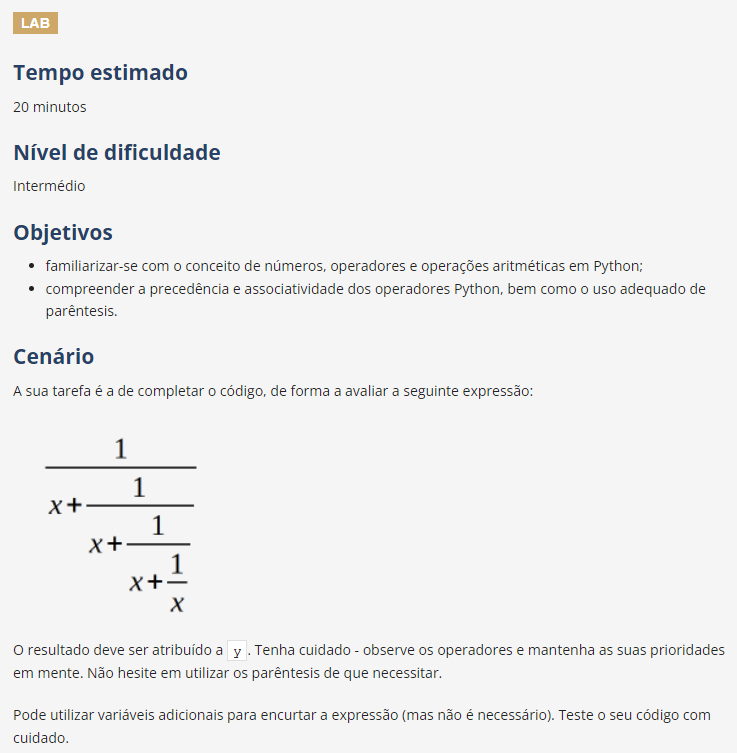 LAB
Tempo estimado
20 minutos
Nível de dificuldade
Intermédio
Objetivos
• familiarizar-se com o conceito de números, operadores e operações aritméticas em Python;
• compreender a precedência e associatividade dos operadores Python, bem como o uso adequado de
parêntesis.
Cenário
A sua tarefa é a de completar o código, de forma a avaliar a seguinte expressão:
1
x+ 1
x+ 1
x+ 1
x
O resultado deve ser atribuído a y. Tenha cuidado - observe os operadores e mantenha as suas prioridades
em mente. Não hesite em utilizar os parêntesis de que necessitar.
Pode utilizar variáveis adicionais para encurtar a expressão (mas não é necessário). Teste o seu código com
cuidado.